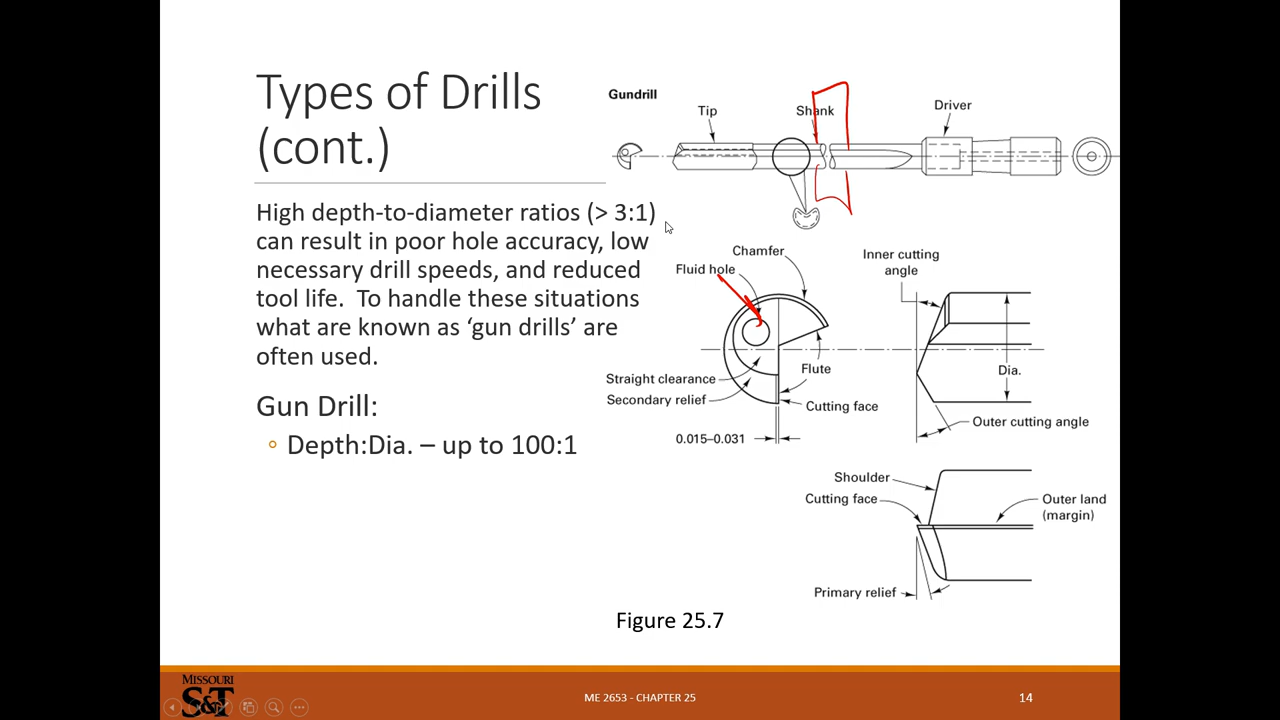 Types of Drills
(cont.)
High depth-to-diameter ratios (> 3:1)
can result in poor hole accuracy, low
necessary drill speeds, and reduced
tool life.  To handle these situations
what are known as ‘gun drills’ are
often used.
Gun Drill:
Depth:Dia. – up to 100:1
Gundrill
Tip
Shank
Driver
Chamfer
Fluid hole
Straight clearance
Secondary relief
Flute
Cutting face
0.015–0.031
Inner cutting
angle
Dia.
Outer cutting angle
Shoulder
Cutting face
Outer land
(margin)
Primary relief
Figure 25.7
MISSOURI
S&T
ME 2653 - CHAPTER 25
14